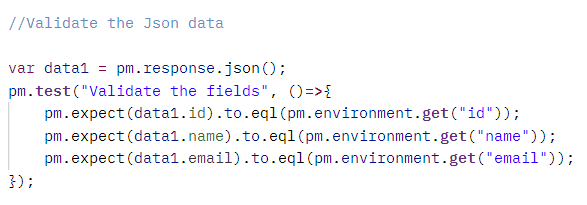 //Validate the Json data
var data1 = pm.response.json();
pm.test("Validate the fields", ()=>{
pm.expect(data1.id).to.eql(pm.environment.get("id"));
pm.expect(data1.name).to.eql(pm.environment.get("name"));
pm.expect(data1.email).to.eql(pm.environment.get("email"));
});